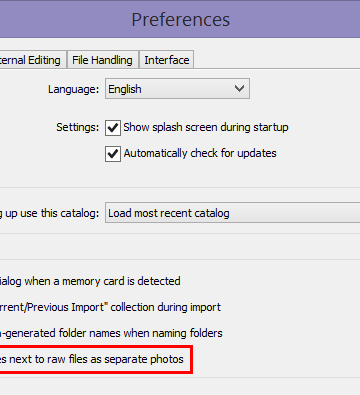 Preferences
ternal Editing File Handling Interface
Language: English
Settings: Show splash screen during startup
Automatically check for updates
g up use this catalog: Load most recent catalog
ialog when a memory card is detected
rrent/Previous Import" collection during import
-generated folder names when naming folders
es next to raw files as separate photos